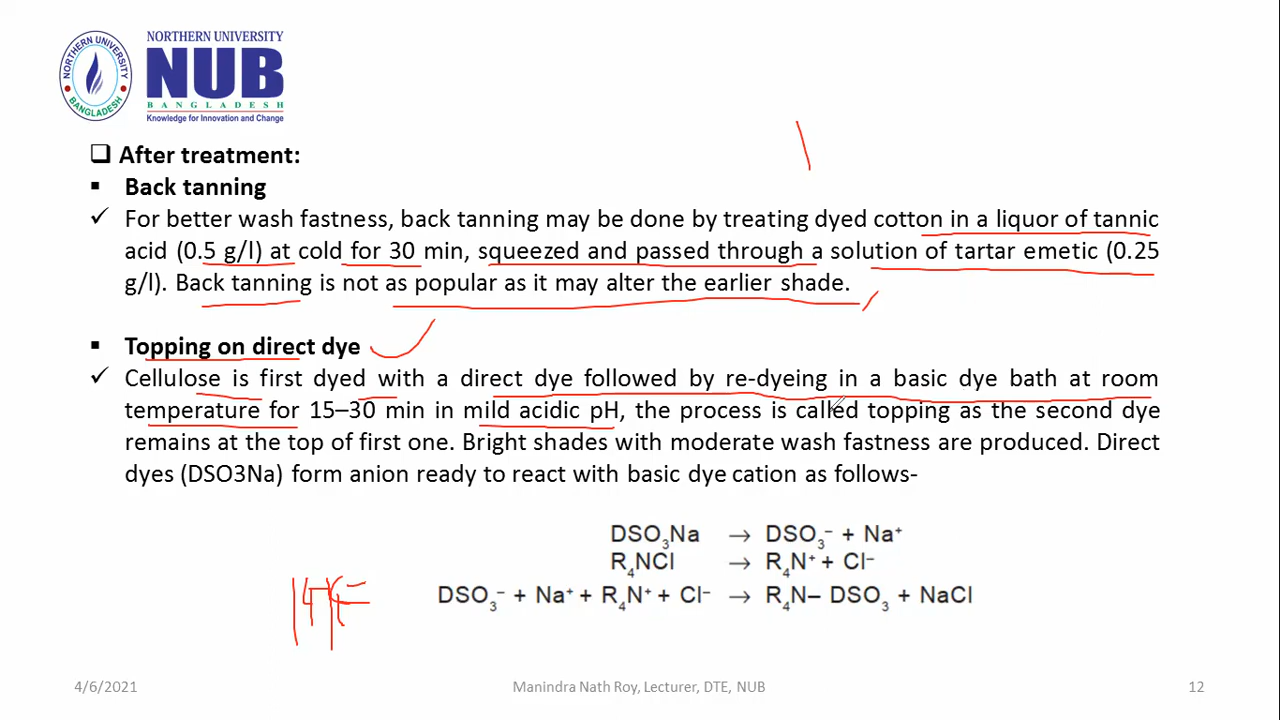 NORTHERN UNIVERSITY
BANGLADESH
NORTHERN UNIVERSITY
NUB
BANGLADESH
Knowledge for Innovation and Change
After treatment:
Back tanning
For better wash fastness, back tanning may be done by treating dyed cotton in a liquor of tannic
acid (0.5 g/l) at cold for 30 min, squeezed and passed through a solution of tartar emetic (0.25
g/l). Back tanning is not as popular as it may alter the earlier shade.
Topping on direct dye
Cellulose is first dyed with a direct dye followed by re-dyeing in a basic dye bath at room
temperature for 15–30 min in mild acidic pH, the process is called topping as the second dye
remains at the top of first one. Bright shades with moderate wash fastness are produced. Direct
dyes (DSO3Na) form anion ready to react with basic dye cation as follows-
DSO₃Na → DSO₃⁻ + Na⁺
R₄NCl → R₄N⁺ + Cl⁻
DSO₃⁻ + Na⁺ + R₄N⁺ + Cl⁻ → R₄N– DSO₃ + NaCl
4/6/2021 Manindra Nath Roy, Lecturer, DTE, NUB 12